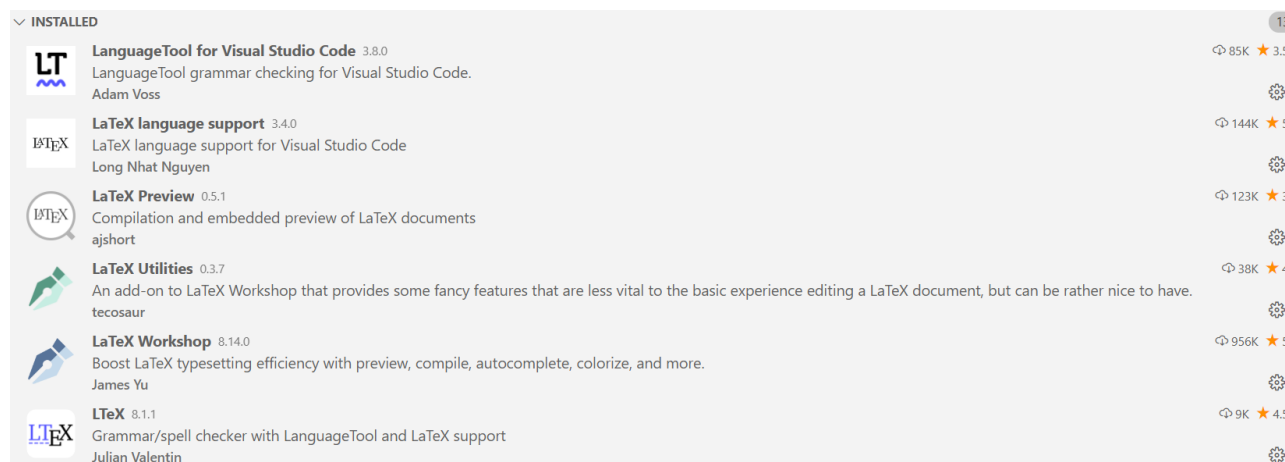 INSTALLED
LT
LanguageTool for Visual Studio Code 3.8.0 85K
LanguageTool grammar checking for Visual Studio Code.
Adam Voss
LATEX
LaTeX language support 3.4.0 144K
LaTeX language support for Visual Studio Code
Long Nhat Nguyen
LATEX
LaTeX Preview 0.5.1 123K
Compilation and embedded preview of LaTeX documents
ajshort
LaTeX Utilities 0.3.7 38K
An add-on to LaTeX Workshop that provides some fancy features that are less vital to the basic experience editing a LaTeX document, but can be rather nice to have.
tecosaur
LaTeX Workshop 8.14.0 956K
Boost LaTeX typesetting efficiency with preview, compile, autocomplete, colorize, and more.
James Yu
LTEX
LTeX 8.1.1 9K
Grammar/spell checker with LanguageTool and LaTeX support
Julian Valentin